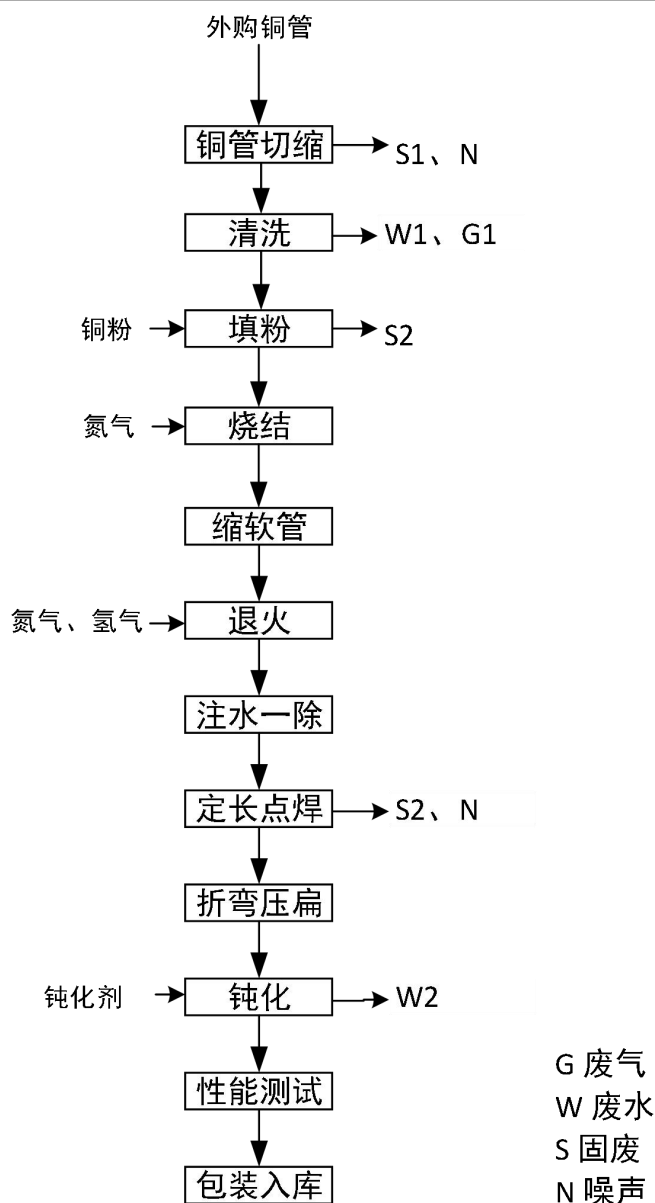 外购铜管
铜管切缩
S1、N
清洗
W1、G1
铜粉
填粉
S2
氮气
烧结
缩软管
氮气、氢气
退火
注水一除
定长点焊
S2、N
折弯压扁
钝化剂
钝化
W2
性能测试
包装入库
G 废气
W 废水
S 固废
N 噪声